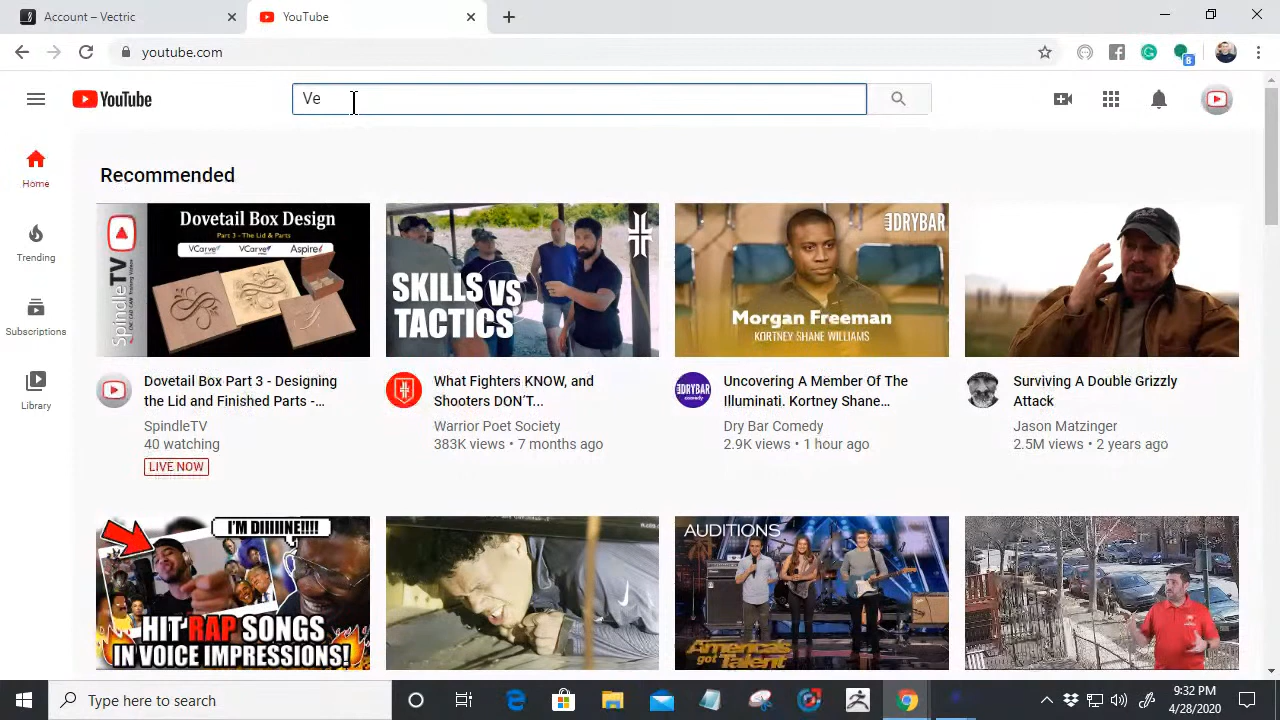 Account – Vectric
YouTube
youtube.com
YouTube
Ve
Home
Trending
Subscriptions
Library
Recommended
Dovetail Box Design
Part 3 - The Lid & Parts
VCarve
VCarve
Aspire
SpindleTV
SKILLS VS
TACTICS
DRYBAR
Morgan Freeman
KORTNEY SHANE WILLIAMS
Dovetail Box Part 3 - Designing
the Lid and Finished Parts -...
SpindleTV
40 watching
LIVE NOW
What Fighters KNOW, and
Shooters DON'T...
Warrior Poet Society
383K views • 7 months ago
DRYBAR
Uncovering A Member Of The
Illuminati. Kortney Shane...
Dry Bar Comedy
2.9K views • 1 hour ago
Surviving A Double Grizzly
Attack
Jason Matzinger
2.5M views • 2 years ago
I'M DIIIIINE!!!!
HIT RAP SONGS
IN VOICE IMPRESSIONS!
AUDITIONS
America's
got Talent
Type here to search
9:32 PM
4/28/2020